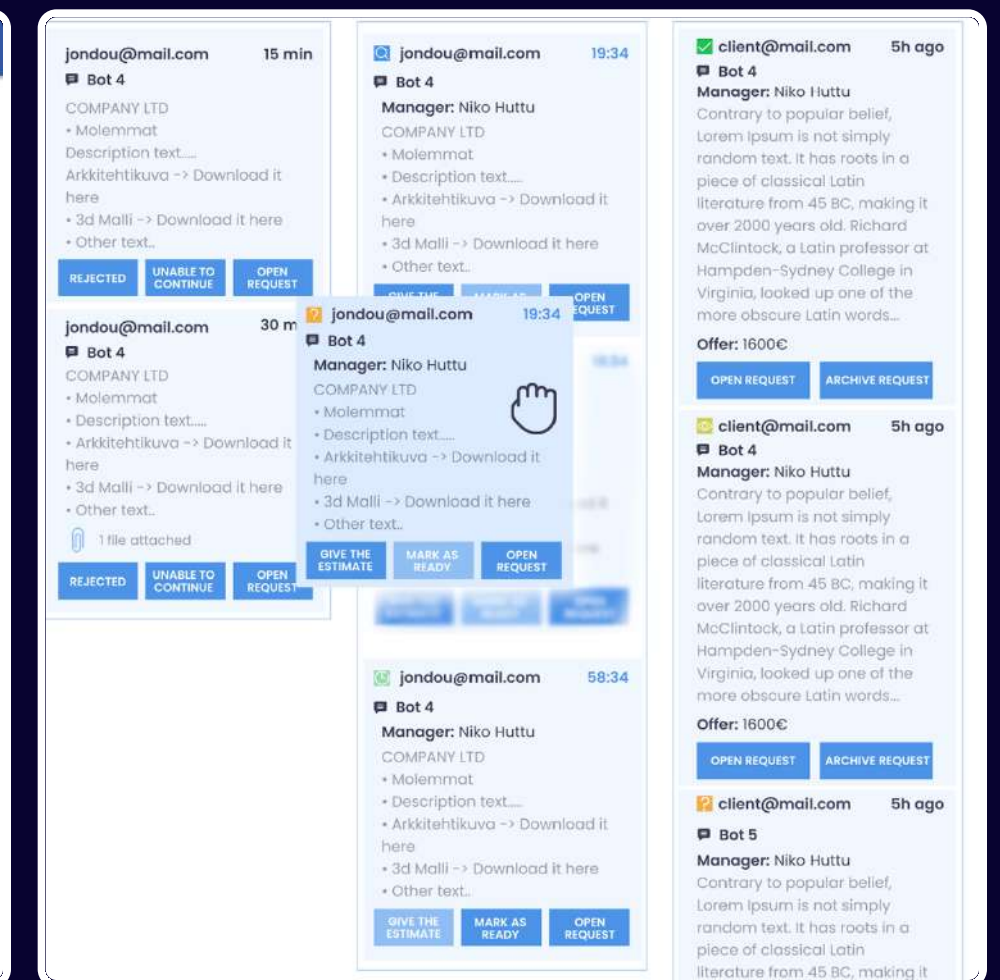 jondou@mail.com 15 min
Bot 4
COMPANY LTD
• Molemmat
Description text.....
Arkkitehtikuva -> Download it
here
• 3d Malli -> Download it here
• Other text..
REJECTED
UNABLE TO
CONTINUE
OPEN
REQUEST
jondou@mail.com 30 m
Bot 4
COMPANY LTD
• Molemmat
• Description text.....
• Arkkitehtikuva -> Download it
here
• 3d Malli -> Download it here
• Other text..
1 file attached
REJECTED
UNABLE TO
CONTINUE
OPEN
REQUEST
jondou@mail.com 19:34
Bot 4
Manager: Niko Huttu
COMPANY LTD
• Molemmat
• Description text.....
• Arkkitehtikuva -> Download it
here
• 3d Malli -> Download it here
• Other text..
GIVE THE
MARK AS
OPEN
EQUEST
jondou@mail.com 19:34
Bot 4
Manager: Niko Huttu
COMPANY LTD
• Molemmat
• Description text.....
• Arkkitehtikuva -> Download it
here
• 3d Malli -> Download it here
• Other text..
GIVE THE
ESTIMATE
MARK AS
READY
OPEN
REQUEST
jondou@mail.com 58:34
Bot 4
Manager: Niko Huttu
COMPANY LTD
• Molemmat
• Description text.....
• Arkkitehtikuva -> Download it
here
• 3d Malli -> Download it here
• Other text..
GIVE THE
ESTIMATE
MARK AS
READY
OPEN
REQUEST
client@mail.com 5h ago
Bot 4
Manager: Niko Huttu
Contrary to popular belief,
Lorem Ipsum is not simply
random text. It has roots in a
piece of classical Latin
literature from 45 BC, making it
over 2000 years old. Richard
McClintock, a Latin professor at
Hampden-Sydney College in
Virginia, looked up one of the
more obscure Latin words...
Offer: 1600€
OPEN REQUEST
ARCHIVE REQUEST
client@mail.com 5h ago
Bot 4
Manager: Niko Huttu
Contrary to popular belief,
Lorem Ipsum is not simply
random text. It has roots in a
piece of classical Latin
literature from 45 BC, making it
over 2000 years old. Richard
McClintock, a Latin professor at
Hampden-Sydney College in
Virginia, looked up one of the
more obscure Latin words...
Offer: 1600€
OPEN REQUEST
ARCHIVE REQUEST
client@mail.com 5h ago
Bot 5
Manager: Niko Huttu
Contrary to popular belief,
Lorem Ipsum is not simply
random text. It has roots in a
piece of classical Latin
literature from 45 BC, making it